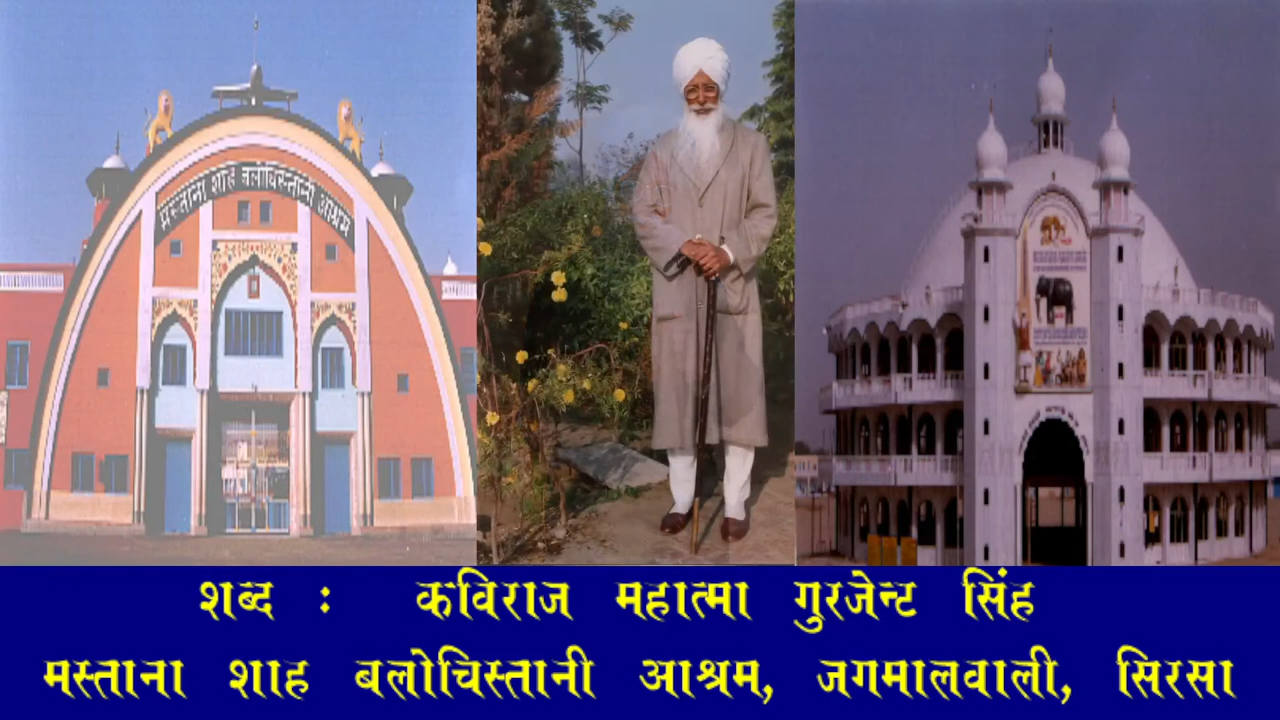 मस्ताना शाह बलोचिस्तानी आश्रम
शब्द : कविराज महात्मा गुरजेन्ट सिंह
मस्ताना शाह बलोचिस्तानी आश्रम, जगमालवाली, सिरसा